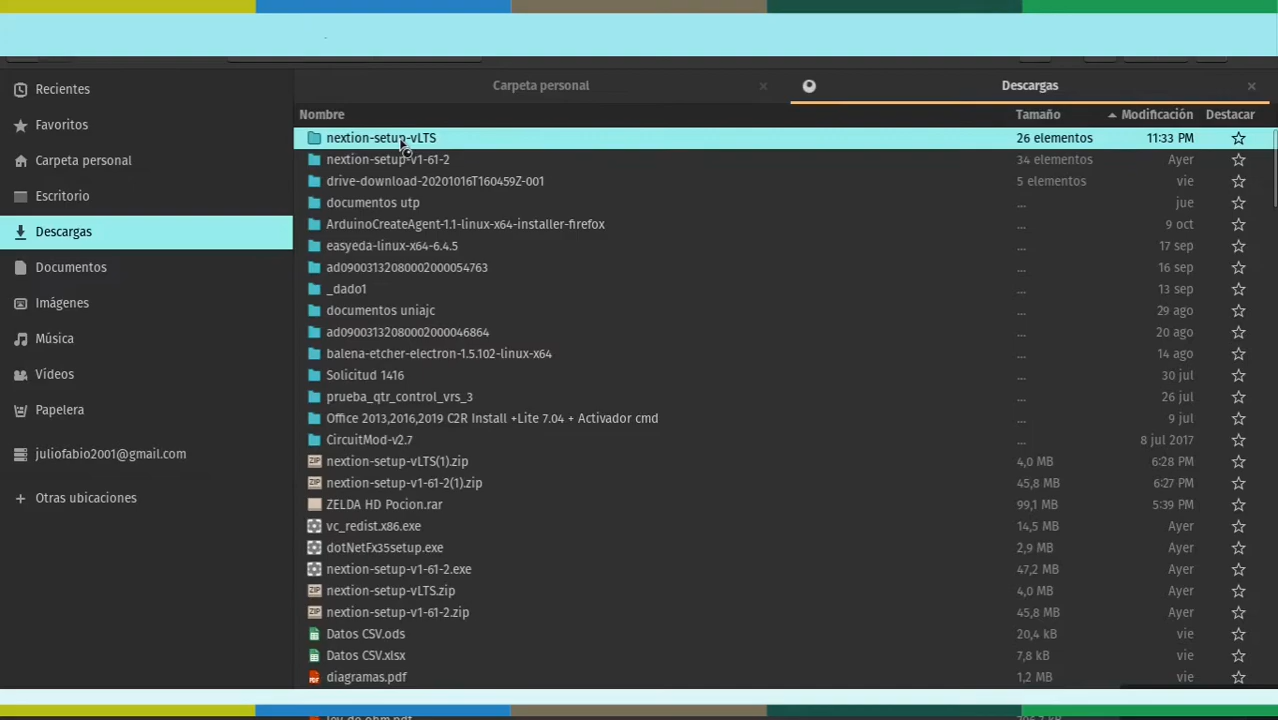 Carpeta personal
Descargas
Nombre
Tamaño
Modificación
Destacar
Recientes
Favoritos
Carpeta personal
Escritorio
Descargas
Documentos
Imágenes
Música
Vídeos
Papelera
juliofabio2001@gmail.com
+ Otras ubicaciones
nextion-setup-vLTS 26 elementos 11:33 PM
nextion-setup-v1-61-2 34 elementos Ayer
drive-download-20201016T160459Z-001 5 elementos vie
documentos utp ... jue
ArduinoCreateAgent-1.1-linux-x64-installer-firefox ... 9 oct
easyeda-linux-x64-6.4.5 ... 17 sep
ad09003132080002000054763 ... 16 sep
_dado1 ... 13 sep
documentos uniajc ... 29 ago
ad09003132080002000046864 ... 20 ago
balena-etcher-electron-1.5.102-linux-x64 ... 14 ago
Solicitud 1416 ... 30 jul
prueba_qtr_control_vrs_3 ... 26 jul
Office 2013,2016,2019 C2R Install +Lite 7.04 + Activador cmd ... 9 jul
CircuitMod-v2.7 ... 8 jul 2017
ZIP nextion-setup-vLTS(1).zip 4,0 MB 6:28 PM
ZIP nextion-setup-v1-61-2(1).zip 45,8 MB 6:27 PM
ZELDA HD Pocion.rar 99,1 MB 5:39 PM
vc_redist.x86.exe 14,5 MB Ayer
dotNetFx35setup.exe 2,9 MB Ayer
nextion-setup-v1-61-2.exe 47,2 MB Ayer
ZIP nextion-setup-vLTS.zip 4,0 MB Ayer
ZIP nextion-setup-v1-61-2.zip 45,8 MB Ayer
Datos CSV.ods 20,4 kB vie
Datos CSV.xlsx 7,8 kB vie
diagramas.pdf 1,2 MB vie